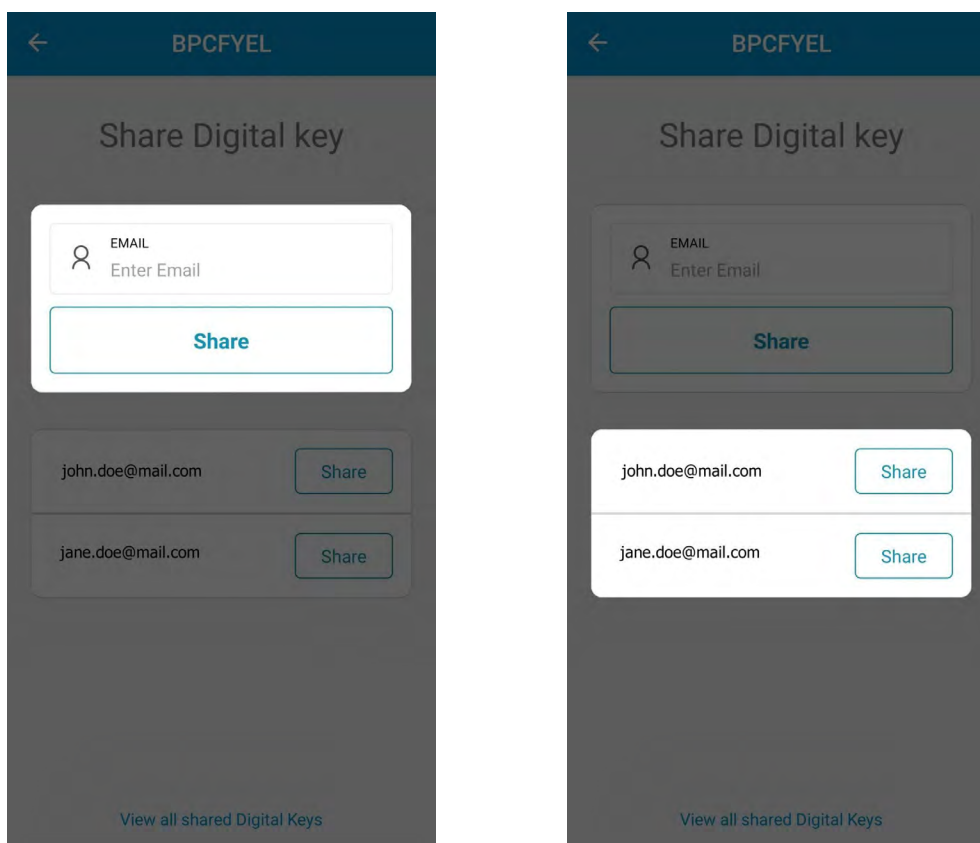 BPCFYEL
Share Digital key
EMAIL
Enter Email
Share
john.doe@mail.com
Share
jane.doe@mail.com
Share
View all shared Digital Keys
BPCFYEL
Share Digital key
EMAIL
Enter Email
Share
john.doe@mail.com
Share
jane.doe@mail.com
Share
View all shared Digital Keys